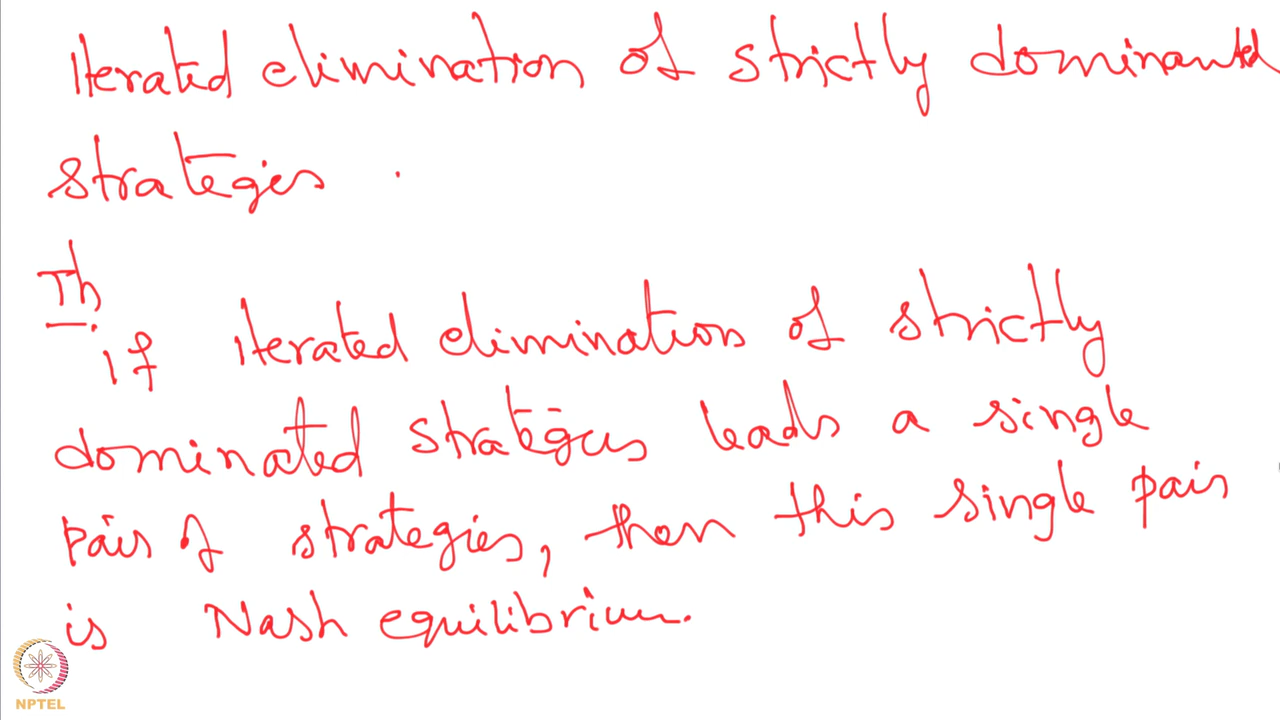 Iterated elimination of strictly dominanted
strategies.
Th
if iterated elimination of strictly
dominated strategies leads a single
pair of strategies, then this single pair
is Nash equilibrium.
NPTEL